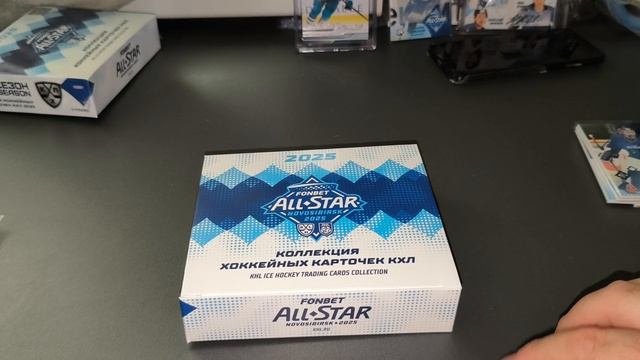 2025
FONBET
ALL★STAR
NOVOSIBIRSK
2025
КОЛЛЕКЦИЯ
ХОККЕЙНЫХ КАРТОЧЕК КХЛ
KHL ICE HOCKEY TRADING CARDS COLLECTION
FONBET
ALL★STAR
NOVOSIBIRSK ★ 2025
KHL.RU
FONBET
ALL★STAR
SEASON